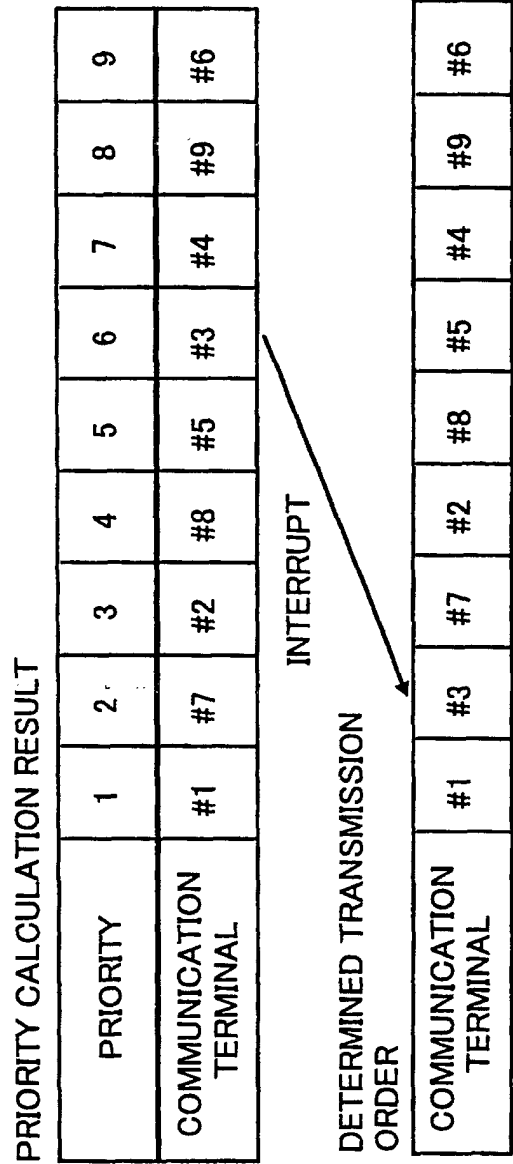 PRIORITY CALCULATION RESULT
PRIORITY 1 2 3 4 5 6 7 8 9
COMMUNICATION TERMINAL #1 #7 #2 #8 #5 #3 #4 #9 #6
INTERRUPT
DETERMINED TRANSMISSION
ORDER
COMMUNICATION TERMINAL #1 #3 #7 #2 #8 #5 #4 #9 #6